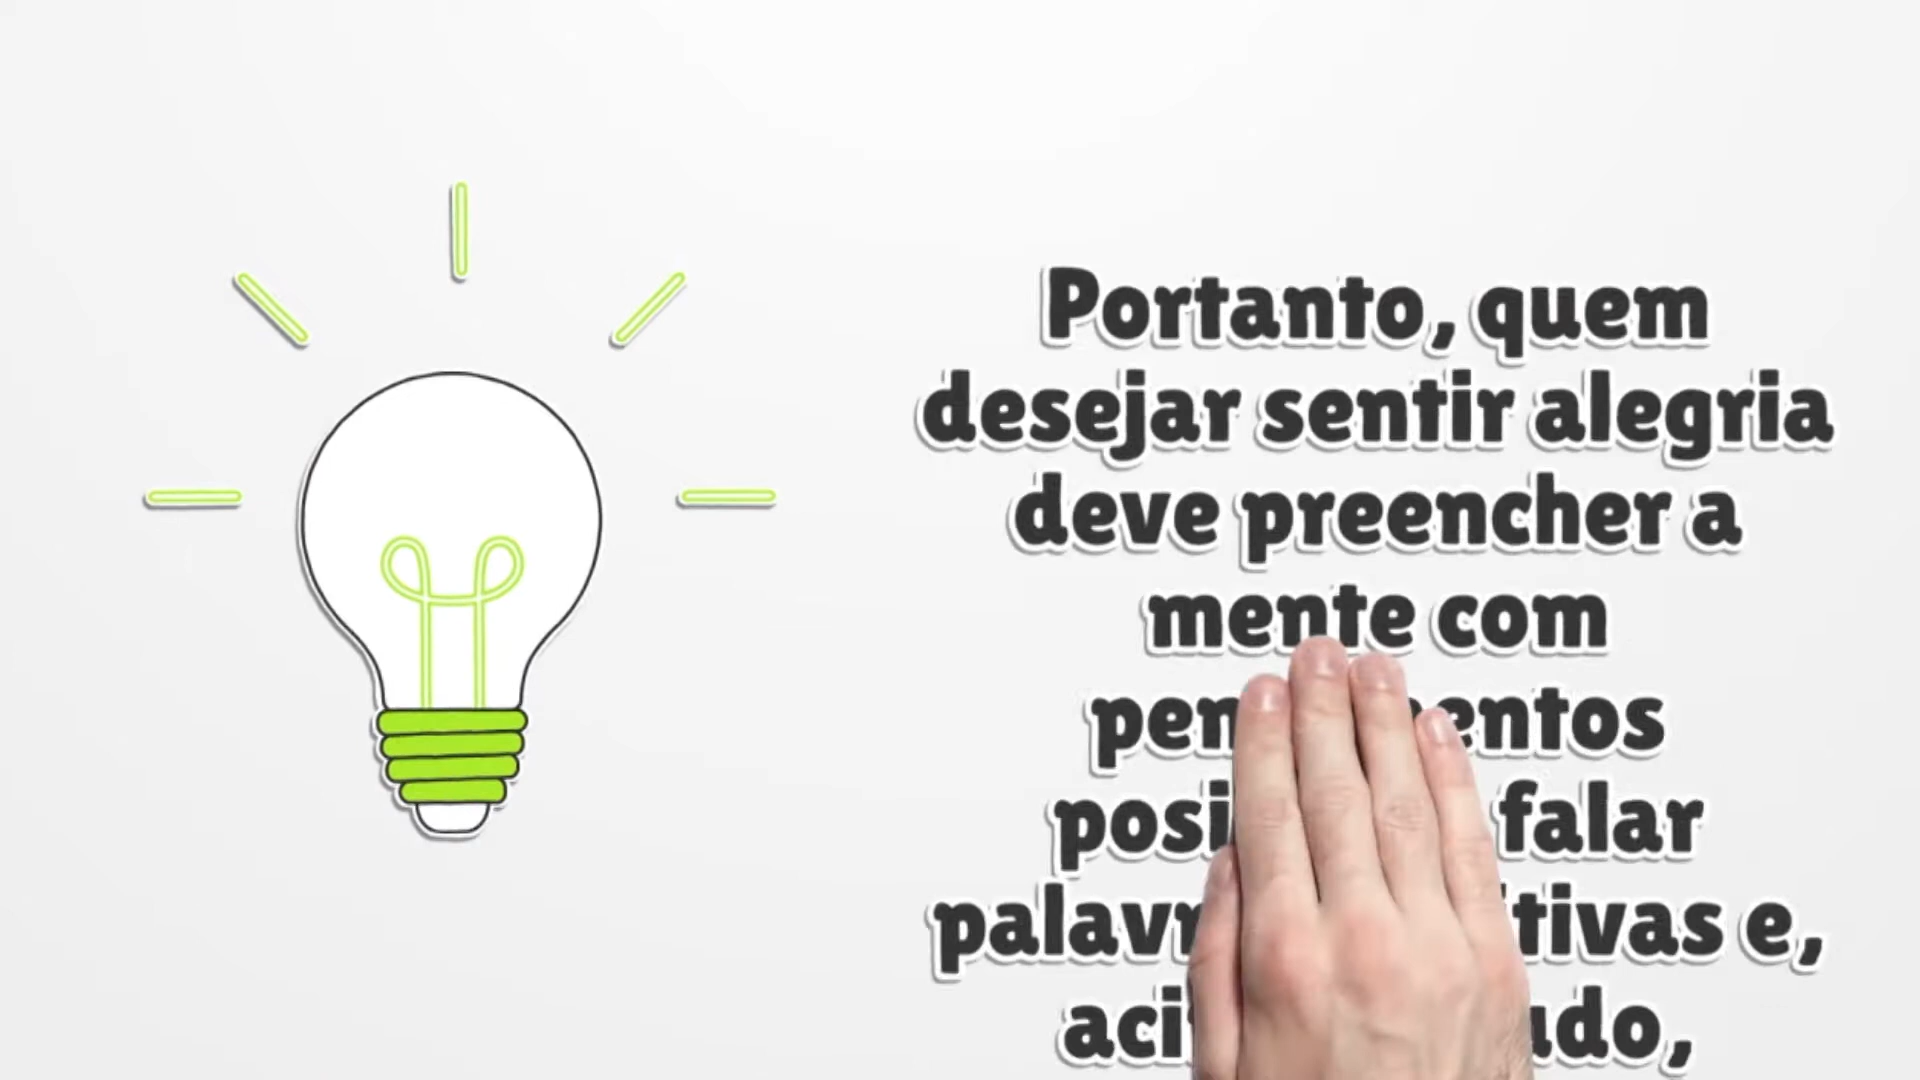 Portanto, quem
desejar sentir alegria
deve preencher a
mente com
pen entos
posi falar
palavr tivas e,
aci udo,